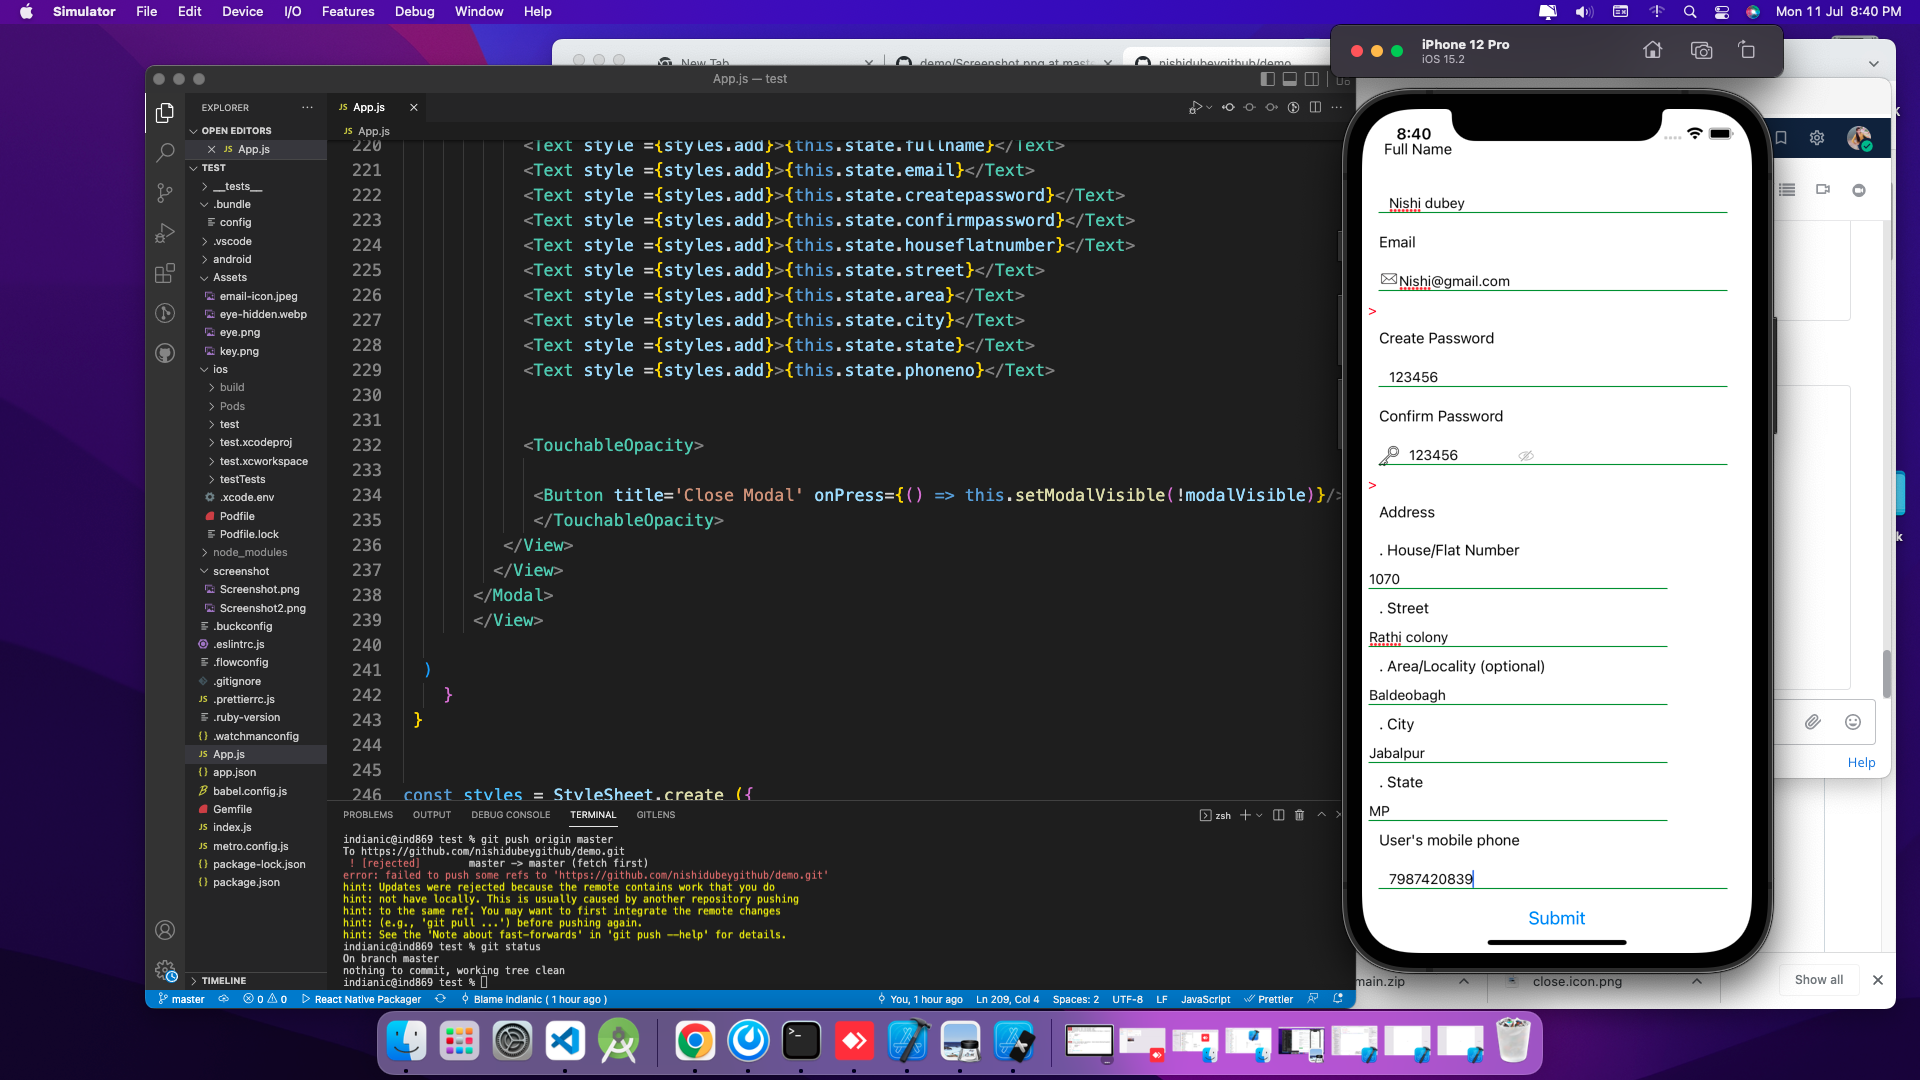 Simulator File Edit Device I/O Features Debug Window Help
Mon 11 Jul 8:40 PM
New Tab
demo/Screenshot.png at mast
nishidubeygithub/demo
iPhone 12 Pro
iOS 15.2
App.js — test
EXPLORER
OPEN EDITORS
JS App.js
TEST
__tests__
.bundle
config
.vscode
android
Assets
email-icon.jpeg
eye-hidden.webp
eye.png
key.png
ios
build
Pods
test
test.xcodeproj
test.xcworkspace
testTests
.xcode.env
Podfile
Podfile.lock
node_modules
screenshot
Screenshot.png
Screenshot2.png
.buckconfig
.eslintrc.js
.flowconfig
.gitignore
JS .prettierrc.js
.ruby-version
{} .watchmanconfig
JS App.js
{} app.json
babel.config.js
Gemfile
JS index.js
JS metro.config.js
{} package-lock.json
{} package.json
TIMELINE
JS App.js
JS App.js
220 <Text style ={styles.add}>{this.state.fullname}</Text>
221 <Text style ={styles.add}>{this.state.email}</Text>
222 <Text style ={styles.add}>{this.state.createpassword}</Text>
223 <Text style ={styles.add}>{this.state.confirmpassword}</Text>
224 <Text style ={styles.add}>{this.state.houseflatnumber}</Text>
225 <Text style ={styles.add}>{this.state.street}</Text>
226 <Text style ={styles.add}>{this.state.area}</Text>
227 <Text style ={styles.add}>{this.state.city}</Text>
228 <Text style ={styles.add}>{this.state.state}</Text>
229 <Text style ={styles.add}>{this.state.phoneno}</Text>
230
231
232 <TouchableOpacity>
233
234 <Button title='Close Modal' onPress={() => this.setModalVisible(!modalVisible)}/>
235 </TouchableOpacity>
236 </View>
237 </View>
238 </Modal>
239 </View>
240
241 )
242 }
243 }
244
245
246 const styles = StyleSheet.create ({
PROBLEMS OUTPUT DEBUG CONSOLE TERMINAL GITLENS
zsh
indianic@ind869 test % git push origin master
To https://github.com/nishidubeygithub/demo.git
! [rejected] master -> master (fetch first)
error: failed to push some refs to 'https://github.com/nishidubeygithub/demo.git'
hint: Updates were rejected because the remote contains work that you do
hint: not have locally. This is usually caused by another repository pushing
hint: to the same ref. You may want to first integrate the remote changes
hint: (e.g., 'git pull ...') before pushing again.
hint: See the 'Note about fast-forwards' in 'git push --help' for details.
indianic@ind869 test % git status
On branch master
nothing to commit, working tree clean
indianic@ind869 test %
master 0 0 React Native Packager Blame Indianic ( 1 hour ago ) You, 1 hour ago Ln 209, Col 4 Spaces: 2 UTF-8 LF JavaScript Prettier
8:40
Full Name
Nishi dubey
Email
Nishi@gmail.com
>
Create Password
123456
Confirm Password
123456
>
Address
. House/Flat Number
1070
. Street
Rathi colony
. Area/Locality (optional)
Baldeobagh
. City
Jabalpur
. State
MP
User's mobile phone
7987420839
Submit
Help
main.zip
close.icon.png
Show all